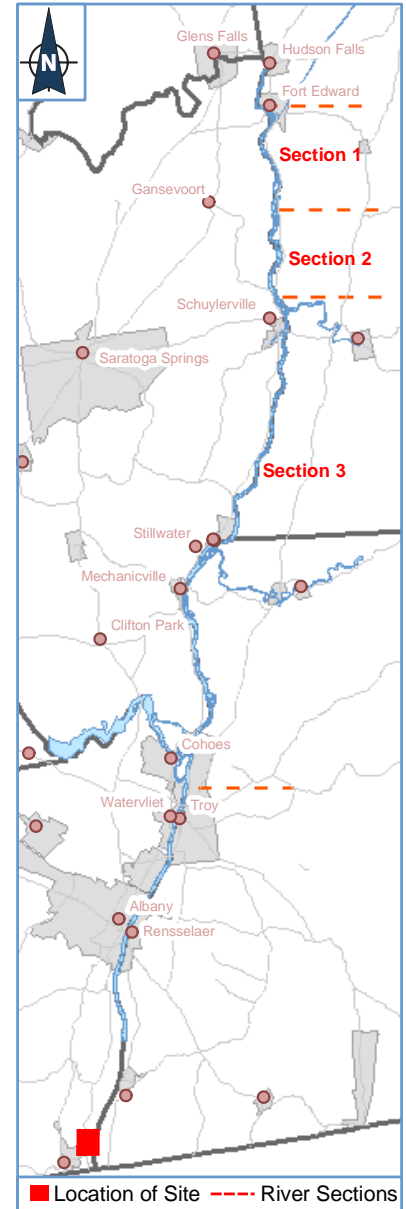 N
Glens Falls
Hudson Falls
Fort Edward
Section 1
Gansevoort
Section 2
Schuylerville
Saratoga Springs
Section 3
Stillwater
Mechanicville
Clifton Park
Cohoes
Watervliet
Troy
Albany
Rensselaer
Location of Site
River Sections